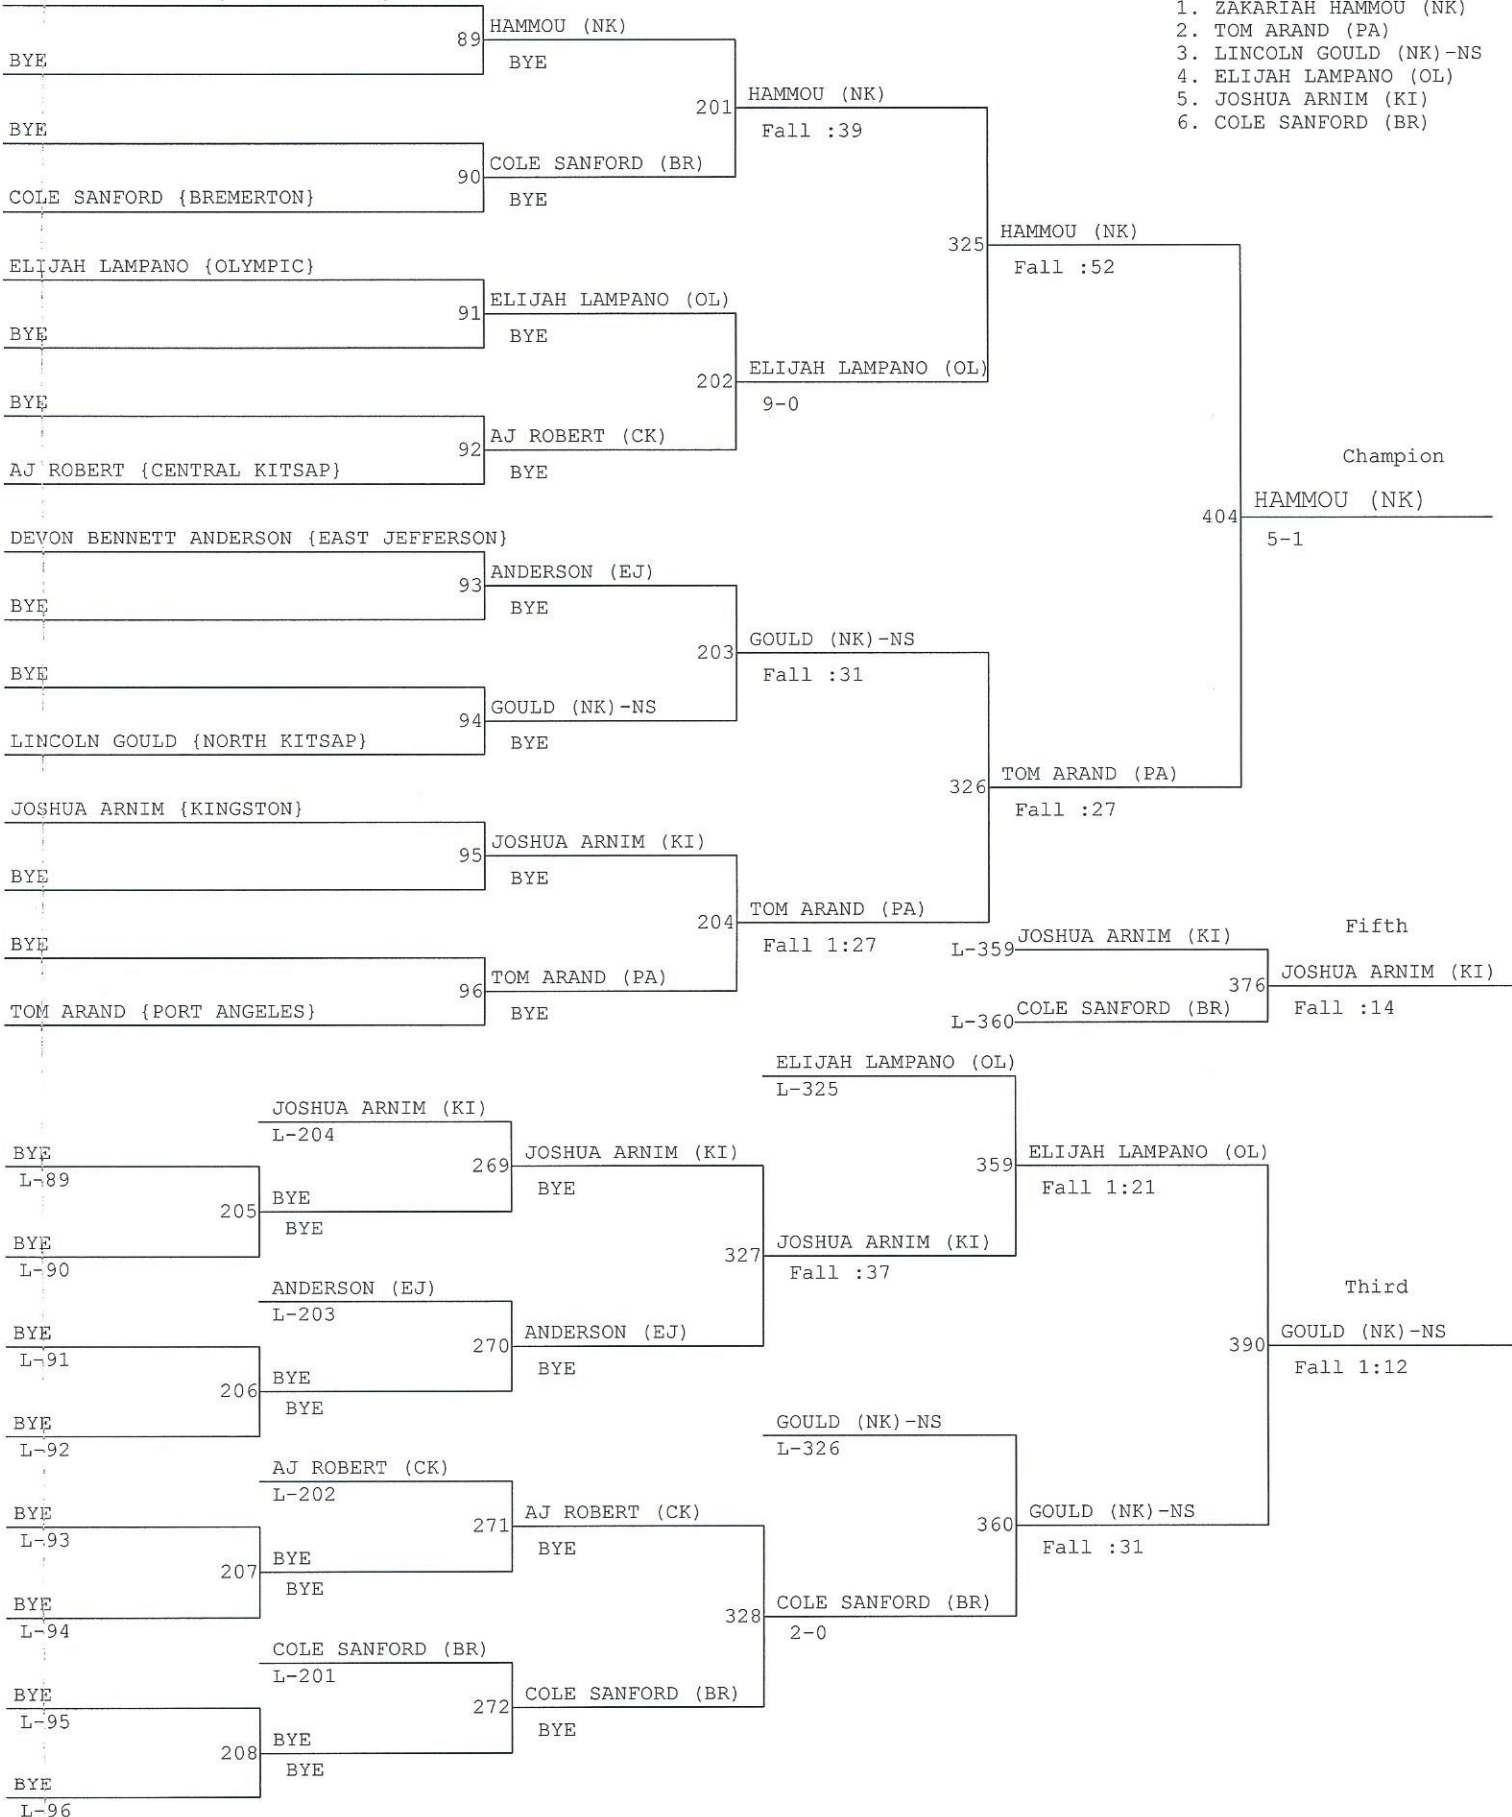 1. ZAKARIAH HAMMOU (NK)
2. TOM ARAND (PA)
3. LINCOLN GOULD (NK)-NS
4. ELIJAH LAMPANO (OL)
5. JOSHUA ARNIM (KI)
6. COLE SANFORD (BR)
89 HAMMOU (NK)
BYE
BYE
201 HAMMOU (NK)
Fall :39
BYE
90 COLE SANFORD (BR)
BYE
COLE SANFORD {BREMERTON}
325 HAMMOU (NK)
Fall :52
ELIJAH LAMPANO {OLYMPIC}
91 ELIJAH LAMPANO (OL)
BYE
BYE
202 ELIJAH LAMPANO (OL)
9-0
BYE
92 AJ ROBERT (CK)
BYE
AJ ROBERT {CENTRAL KITSAP}
Champion
404 HAMMOU (NK)
5-1
DEVON BENNETT ANDERSON {EAST JEFFERSON}
93 ANDERSON (EJ)
BYE
BYE
203 GOULD (NK)-NS
Fall :31
BYE
94 GOULD (NK)-NS
BYE
LINCOLN GOULD {NORTH KITSAP}
326 TOM ARAND (PA)
Fall :27
JOSHUA ARNIM {KINGSTON}
95 JOSHUA ARNIM (KI)
BYE
BYE
204 TOM ARAND (PA)
Fall 1:27
BYE
96 TOM ARAND (PA)
BYE
TOM ARAND {PORT ANGELES}
Fifth
L-359 JOSHUA ARNIM (KI)
376 JOSHUA ARNIM (KI)
Fall :14
L-360 COLE SANFORD (BR)
ELIJAH LAMPANO (OL)
L-325
JOSHUA ARNIM (KI)
L-204
BYE
L-89
269 JOSHUA ARNIM (KI)
BYE
359 ELIJAH LAMPANO (OL)
Fall 1:21
205 BYE
BYE
BYE
L-90
327 JOSHUA ARNIM (KI)
Fall :37
ANDERSON (EJ)
L-203
BYE
L-91
270 ANDERSON (EJ)
BYE
Third
390 GOULD (NK)-NS
Fall 1:12
206 BYE
BYE
BYE
L-92
GOULD (NK)-NS
L-326
AJ ROBERT (CK)
L-202
BYE
L-93
271 AJ ROBERT (CK)
BYE
360 GOULD (NK)-NS
Fall :31
207 BYE
BYE
BYE
L-94
328 COLE SANFORD (BR)
2-0
COLE SANFORD (BR)
L-201
BYE
L-95
272 COLE SANFORD (BR)
BYE
208 BYE
BYE
BYE
L-96